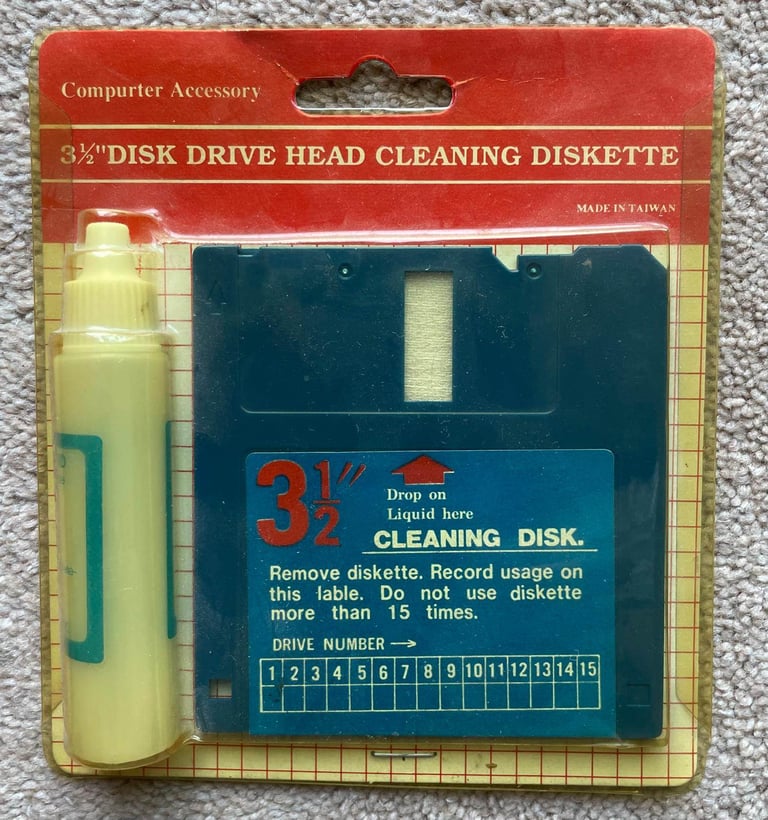 Compurter Accessory
3½"DISK DRIVE HEAD CLEANING DISKETTE
MADE IN TAIWAN
3½"
Drop on
Liquid here
CLEANING DISK.
Remove diskette. Record usage on
this lable. Do not use diskette
more than 15 times.
DRIVE NUMBER →
1 2 3 4 5 6 7 8 9 10 11 12 13 14 15